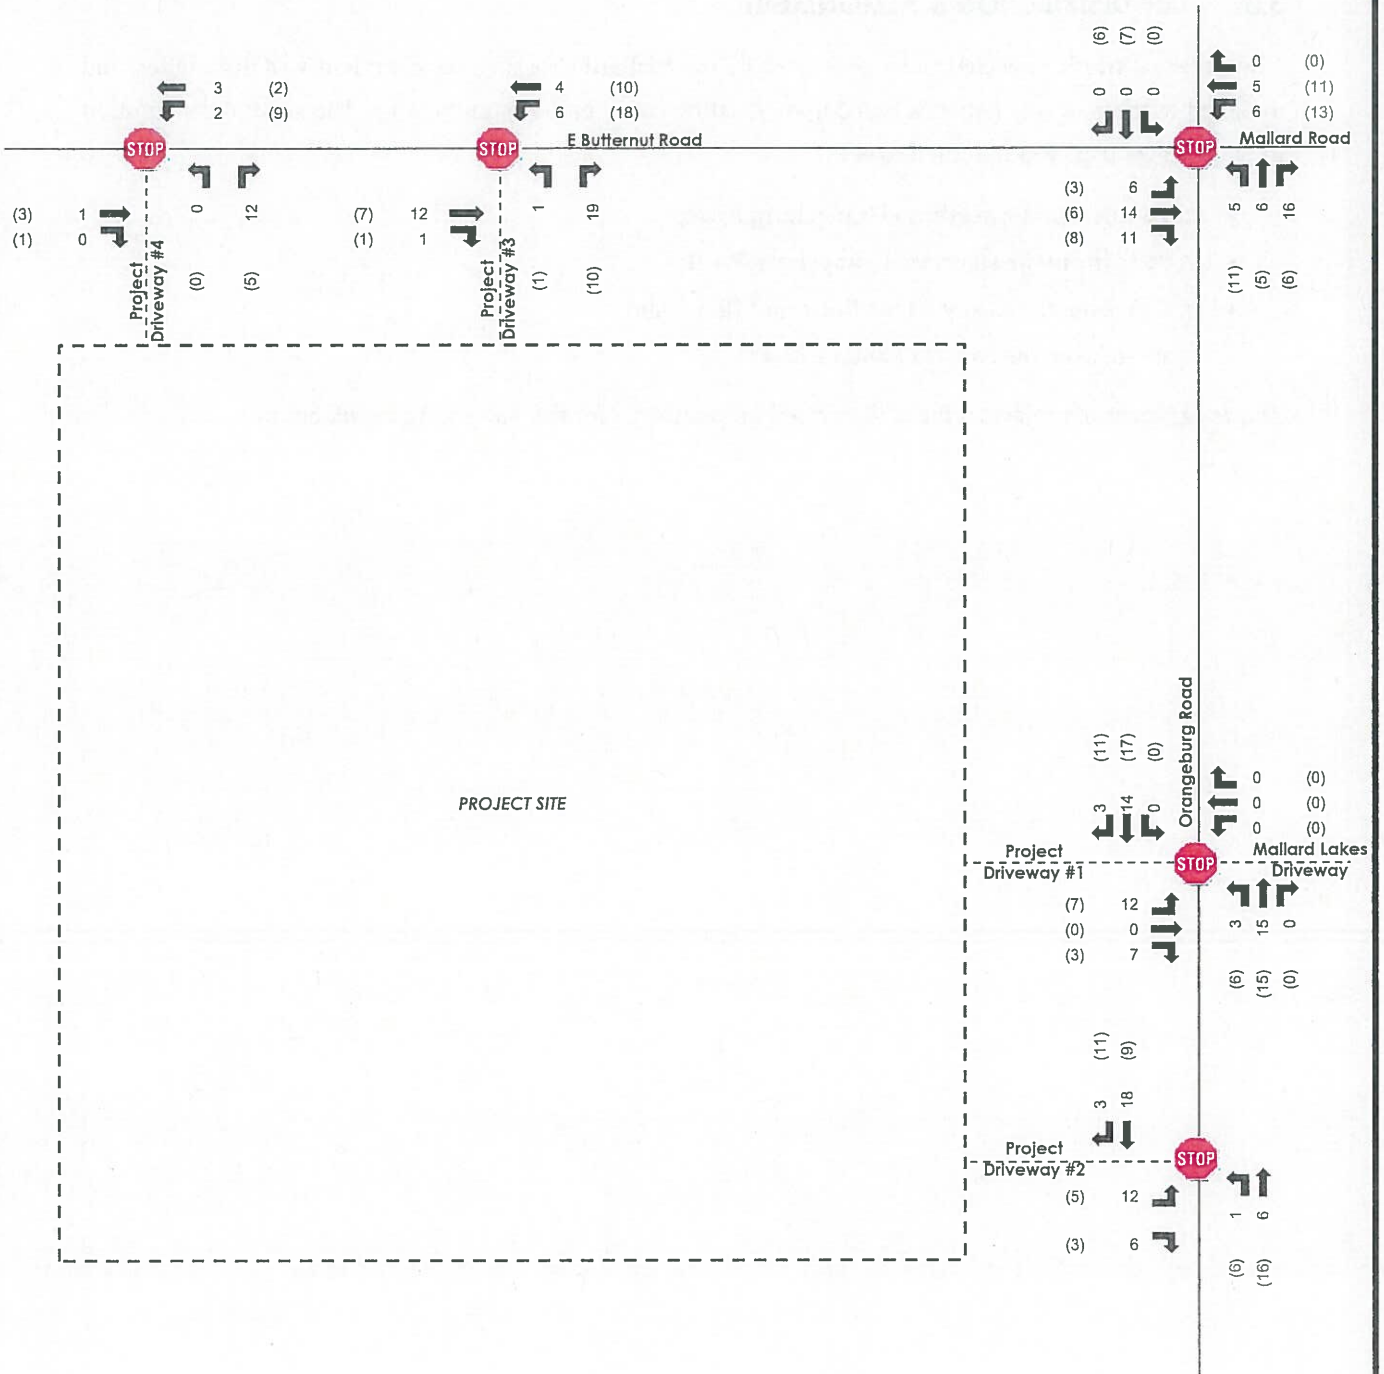 (6) (7) (0)
0 0 0
0 (0)
5 (11)
6 (13)
3 (2)
2 (9)
4 (10)
6 (18)
STOP
STOP
E Butternut Road
STOP
Mallard Road
(3) 1
(1) 0
0 12
(0) (5)
Project
Driveway #4
(7) 12
(1) 1
1 19
(1) (10)
Project
Driveway #3
(3) 6
(6) 14
(8) 11
5 6 16
(11) (5) (6)
PROJECT SITE
Orangeburg Road
(11) (17) (0)
3 14 0
0 (0)
0 (0)
0 (0)
Project
Driveway #1
STOP
Mallard Lakes
Driveway
(7) 12
(0) 0
(3) 7
3 15 0
(6) (15) (0)
(11) (9)
3 18
Project
Driveway #2
STOP
(5) 12
(3) 6
1 6
(6) (16)